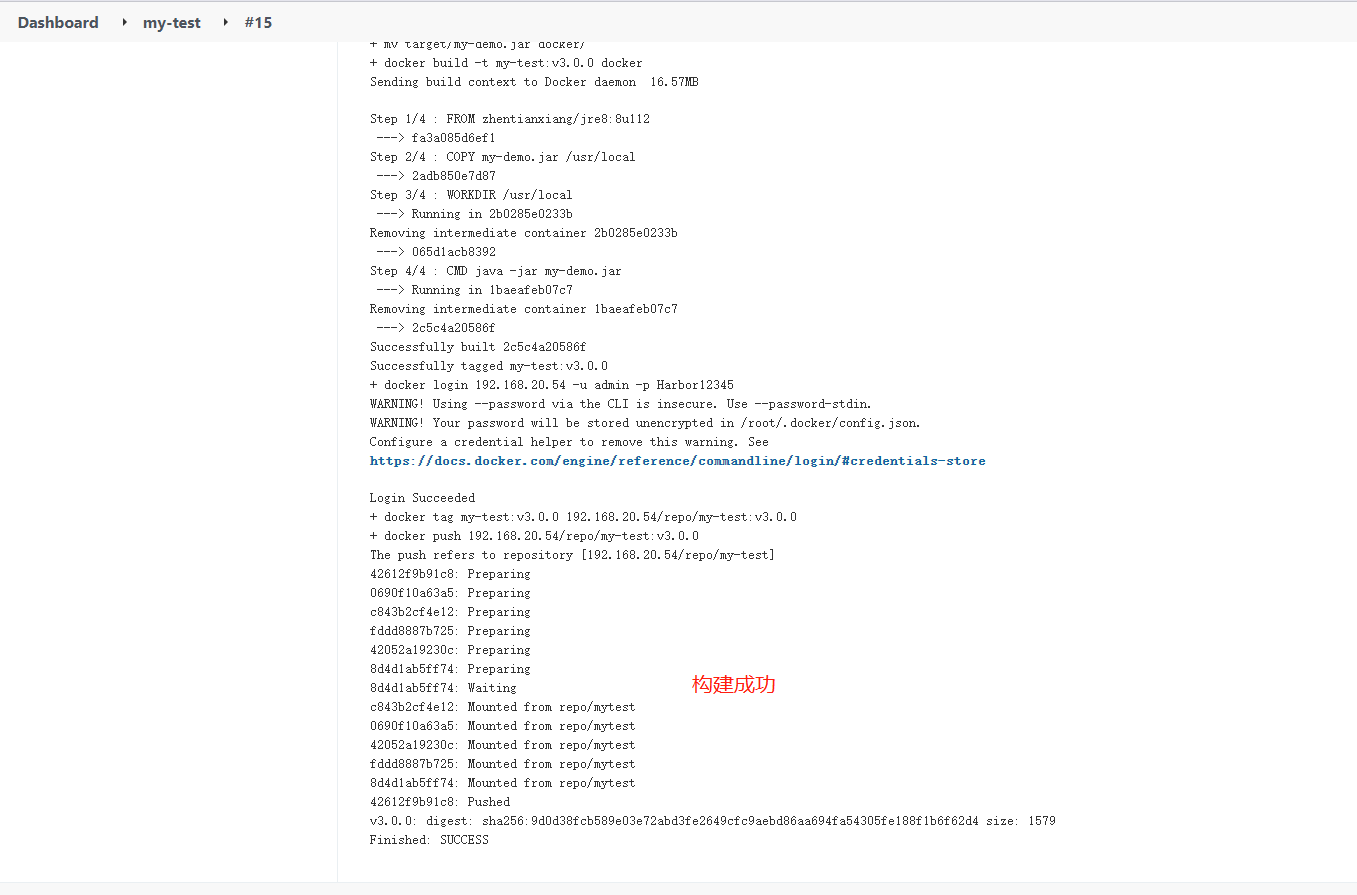 Dashboard ▸ my-test ▸ #15
+ mv target/my-demo.jar docker/
+ docker build -t my-test:v3.0.0 docker
Sending build context to Docker daemon  16.57MB
Step 1/4 : FROM zhentianxiang/jre8:8u112
---> fa3a085d6ef1
Step 2/4 : COPY my-demo.jar /usr/local
---> 2adb850e7d87
Step 3/4 : WORKDIR /usr/local
---> Running in 2b0285e0233b
Removing intermediate container 2b0285e0233b
---> 065d1acb8392
Step 4/4 : CMD java -jar my-demo.jar
---> Running in 1baeafeb07c7
Removing intermediate container 1baeafeb07c7
---> 2c5c4a20586f
Successfully built 2c5c4a20586f
Successfully tagged my-test:v3.0.0
+ docker login 192.168.20.54 -u admin -p Harbor12345
WARNING! Using --password via the CLI is insecure. Use --password-stdin.
WARNING! Your password will be stored unencrypted in /root/.docker/config.json.
Configure a credential helper to remove this warning. See
https://docs.docker.com/engine/reference/commandline/login/#credentials-store
Login Succeeded
+ docker tag my-test:v3.0.0 192.168.20.54/repo/my-test:v3.0.0
+ docker push 192.168.20.54/repo/my-test:v3.0.0
The push refers to repository [192.168.20.54/repo/my-test]
42612f9b91c8: Preparing
0690f10a63a5: Preparing
c843b2cf4e12: Preparing
fddd8887b725: Preparing
42052a19230c: Preparing
8d4d1ab5ff74: Preparing
8d4d1ab5ff74: Waiting
构建成功
c843b2cf4e12: Mounted from repo/mytest
0690f10a63a5: Mounted from repo/mytest
42052a19230c: Mounted from repo/mytest
fddd8887b725: Mounted from repo/mytest
8d4d1ab5ff74: Mounted from repo/mytest
42612f9b91c8: Pushed
v3.0.0: digest: sha256:9d0d38fcb589e03e72abd3fe2649cfc9aebd86aa694fa54305fe188f1b6f62d4 size: 1579
Finished: SUCCESS